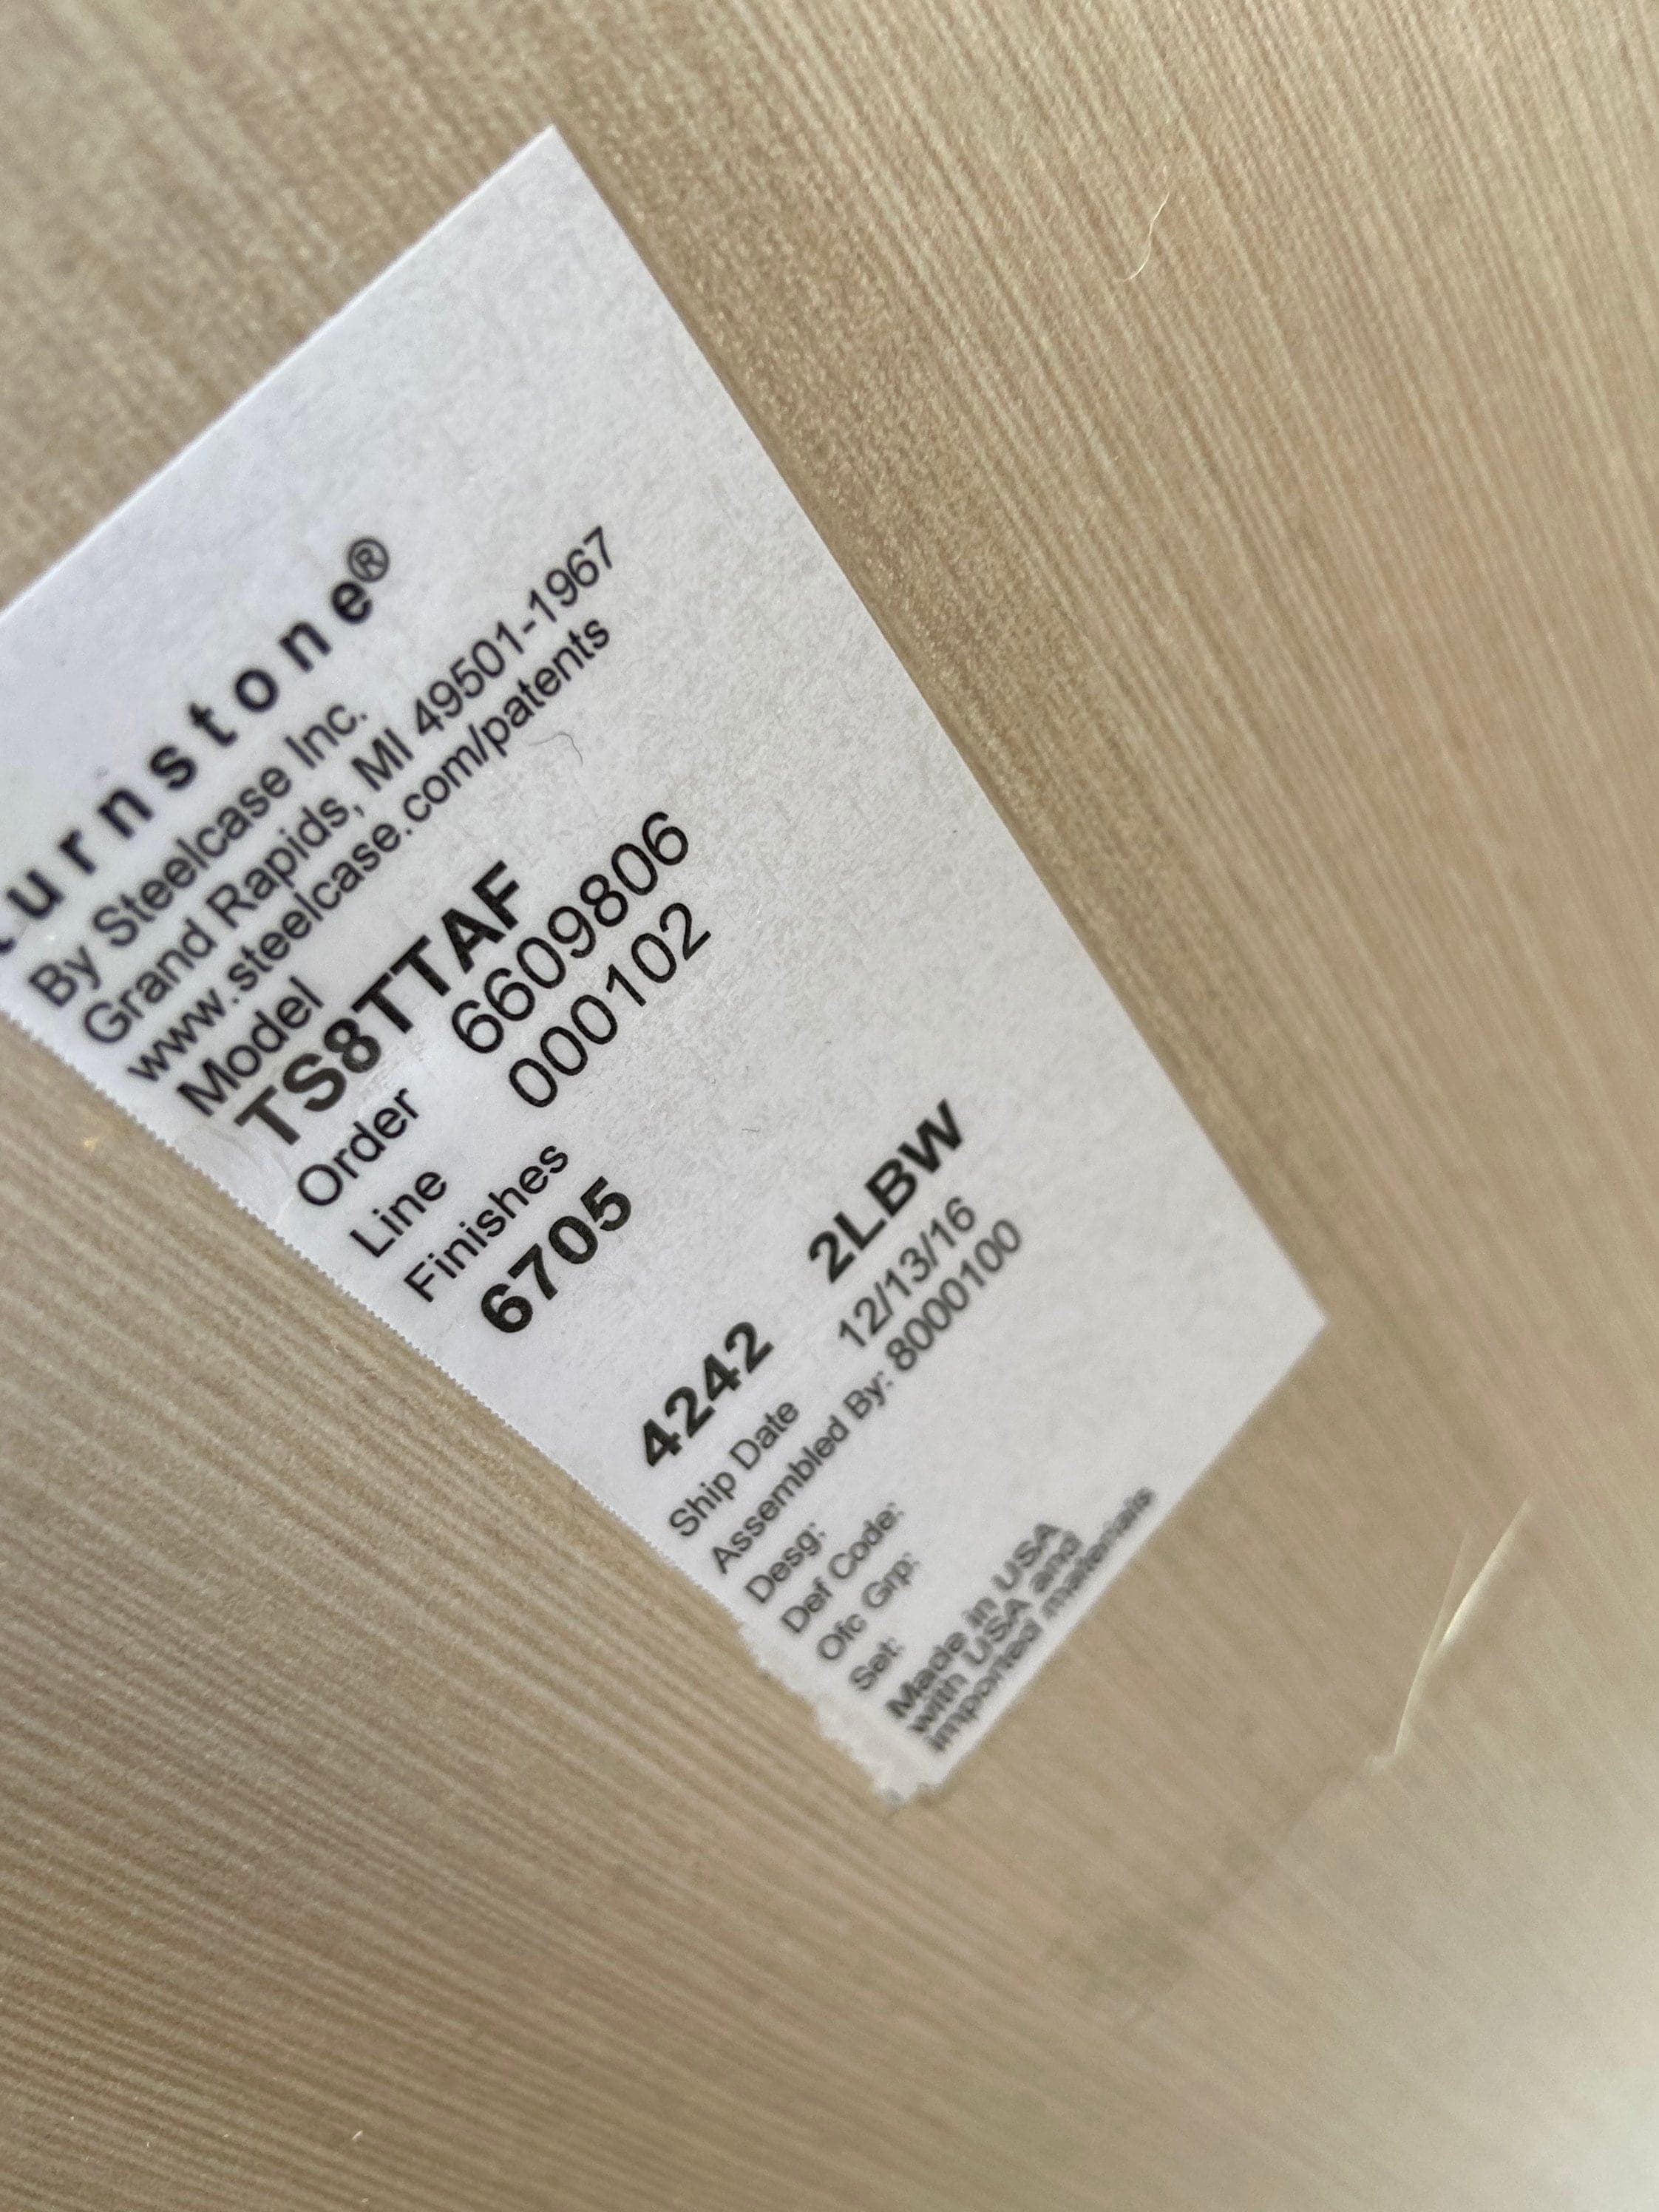 turnstone®
By Steelcase Inc.
Grand Rapids, MI 49501-1967
www.steelcase.com/patents
Model
TS8TTAF
Order 6609806
Line 000102
Finishes
6705
4242 2LBW
Ship Date 12/13/16
Assembled By: 8000100
Desg:
Def Code:
Ofc Grp:
Set:
Made in USA
with USA and
imported materials